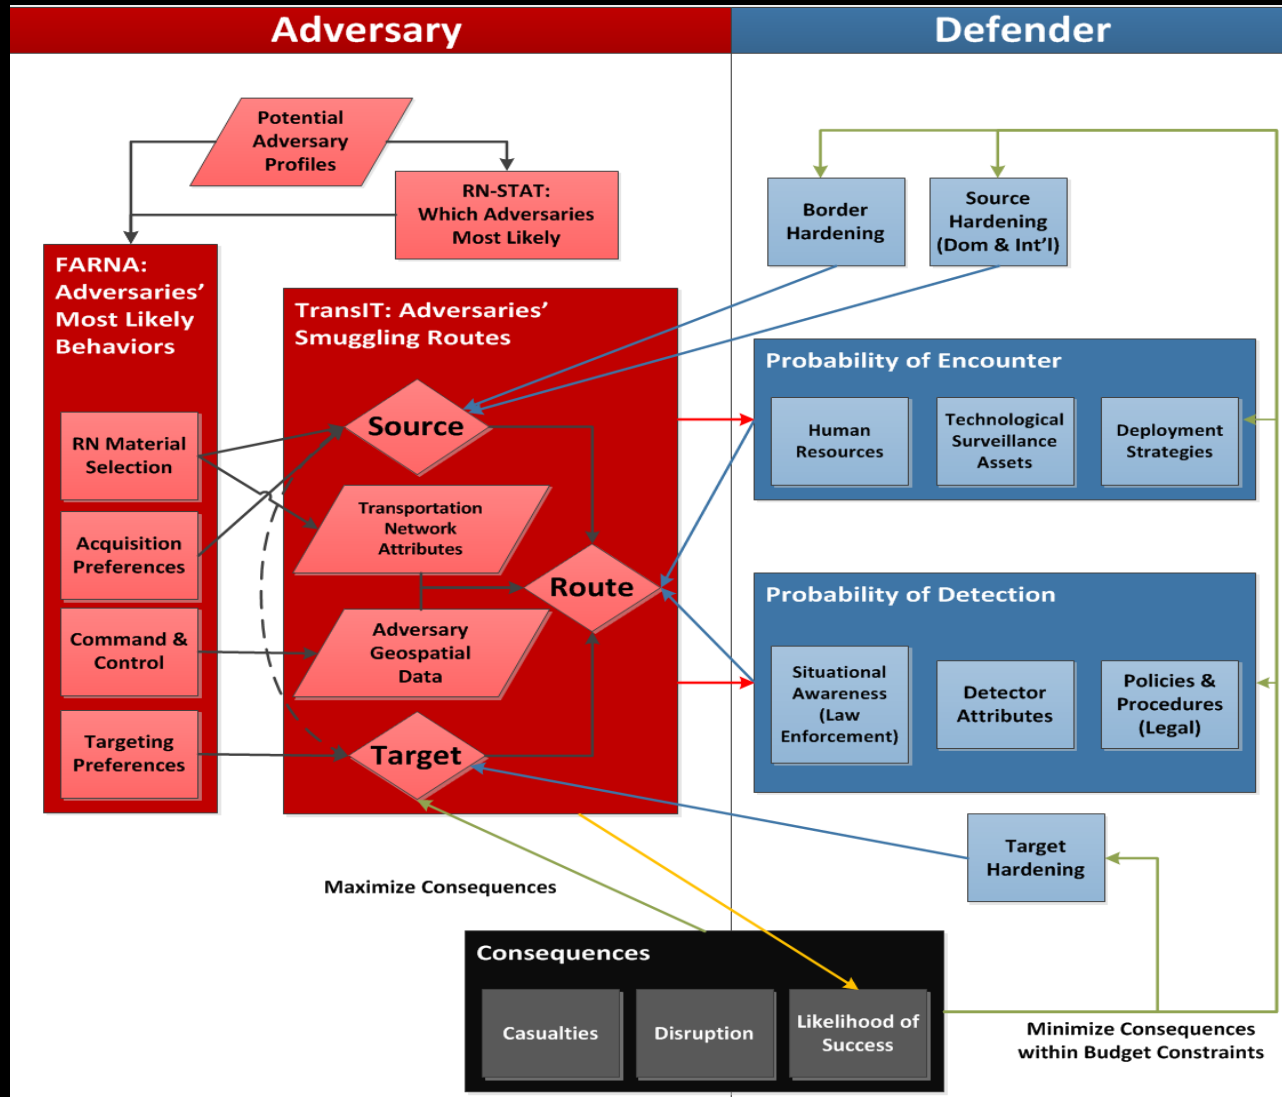 Adversary
Defender
Potential
Adversary
Profiles
RN-STAT:
Which Adversaries
Most Likely
FARNA:
Adversaries’
Most Likely
Behaviors
RN Material
Selection
Acquisition
Preferences
Command &
Control
Targeting
Preferences
TransIT: Adversaries’
Smuggling Routes
Source
Transportation
Network
Attributes
Route
Adversary
Geospatial
Data
Target
Border
Hardening
Source
Hardening
(Dom & Int’l)
Probability of Encounter
Human
Resources
Technological
Surveillance
Assets
Deployment
Strategies
Probability of Detection
Situational
Awareness
(Law
Enforcement)
Detector
Attributes
Policies &
Procedures
(Legal)
Target
Hardening
Maximize Consequences
Consequences
Casualties
Disruption
Likelihood of
Success
Minimize Consequences
within Budget Constraints